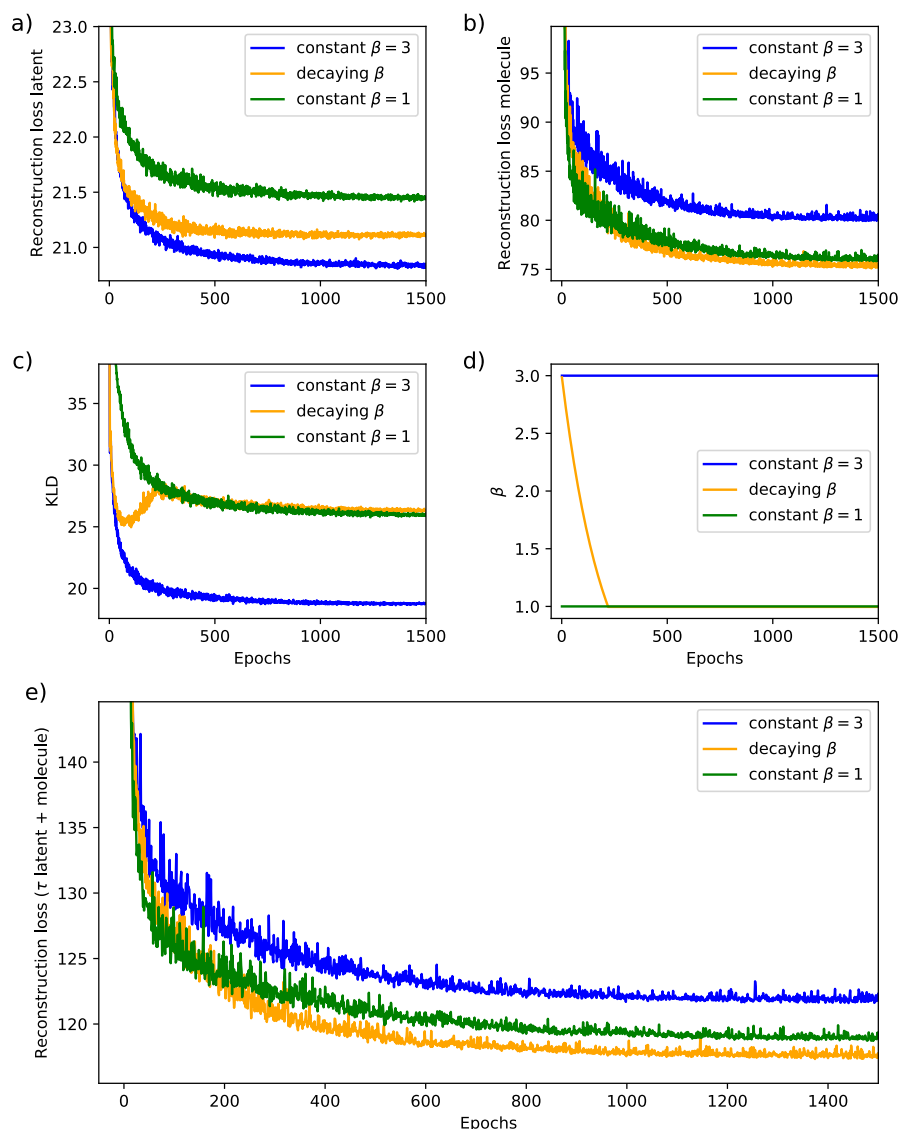 a)
Reconstruction loss latent
23.0
22.5
22.0
21.5
21.0
0
500
1000
1500
constant β = 3
decaying β
constant β = 1
b)
Reconstruction loss molecule
95
90
85
80
75
0
500
1000
1500
constant β = 3
decaying β
constant β = 1
c)
KLD
35
30
25
20
0
500
1000
1500
Epochs
constant β = 3
decaying β
constant β = 1
d)
β
3.0
2.5
2.0
1.5
1.0
0
500
1000
1500
Epochs
constant β = 3
decaying β
constant β = 1
e)
Reconstruction loss (τ latent + molecule)
140
135
130
125
120
0
200
400
600
800
1000
1200
1400
Epochs
constant β = 3
decaying β
constant β = 1